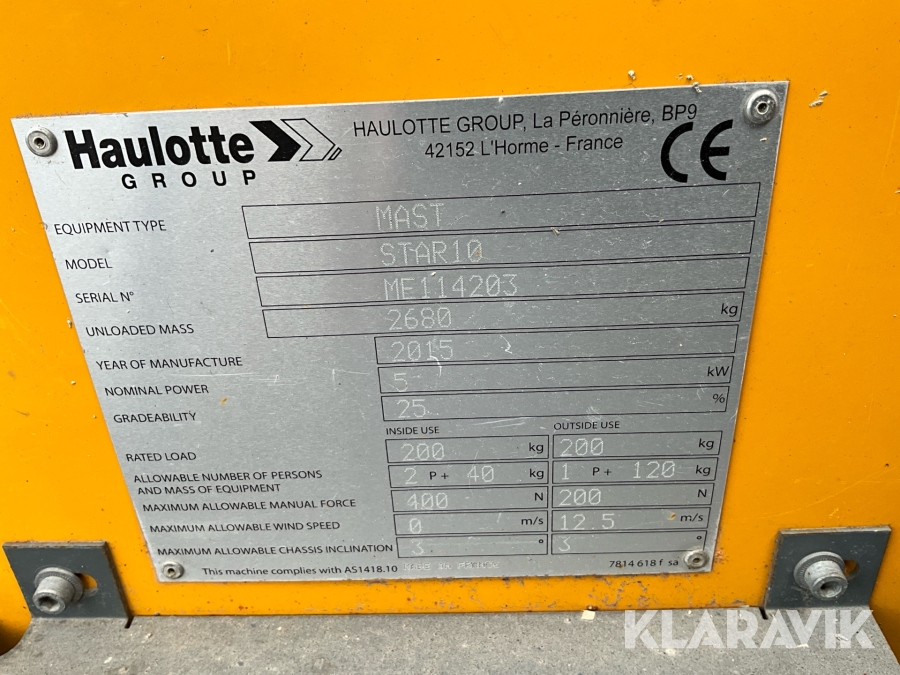 Haulotte
GROUP
HAULOTTE GROUP, La Péronnière, BP9
42152 L'Horme - France
CE
EQUIPMENT TYPE MAST
MODEL STAR10
SERIAL N° ME114203
UNLOADED MASS 2680 kg
YEAR OF MANUFACTURE 2015
NOMINAL POWER 5 kW
GRADEABILITY 25 %
INSIDE USE OUTSIDE USE
RATED LOAD 200 kg 200 kg
ALLOWABLE NUMBER OF PERSONS
AND MASS OF EQUIPMENT 2 P+ 40 kg 1 P+ 120 kg
MAXIMUM ALLOWABLE MANUAL FORCE 400 N 200 N
MAXIMUM ALLOWABLE WIND SPEED 0 m/s 12.5 m/s
MAXIMUM ALLOWABLE CHASSIS INCLINATION 3 ° 3 °
This machine complies with AS1418.10 MADE IN FRANCE 7814 618 f sa
KLARAVIK